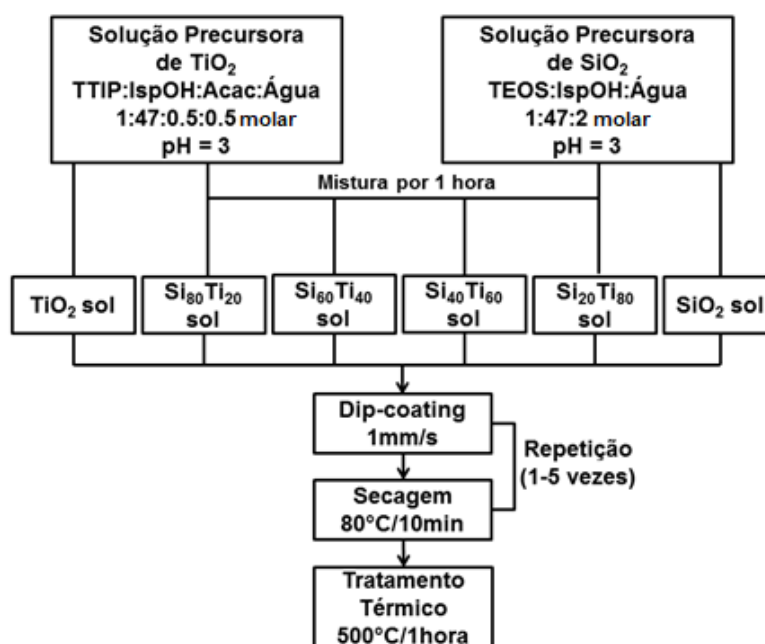 Solução Precursora
de TiO₂
TTIP:IspOH:Acac:Água
1:47:0.5:0.5 molar
pH = 3
Solução Precursora
de SiO₂
TEOS:IspOH:Água
1:47:2 molar
pH = 3
Mistura por 1 hora
TiO₂ sol
Si₈₀Ti₂₀
sol
Si₆₀Ti₄₀
sol
Si₄₀Ti₆₀
sol
Si₂₀Ti₈₀
sol
SiO₂ sol
Dip-coating
1mm/s
Repetição
(1-5 vezes)
Secagem
80°C/10min
Tratamento
Térmico
500°C/1hora